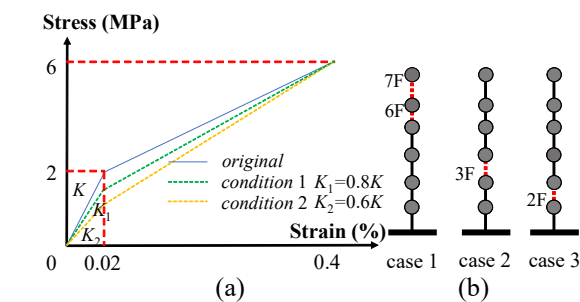 Stress (MPa)
6
2
K
K₁
K₂
original
condition 1 K₁=0.8K
condition 2 K₂=0.6K
Strain (%)
0
0.02
0.4
(a)
7F
6F
3F
2F
case 1
case 2
case 3
(b)